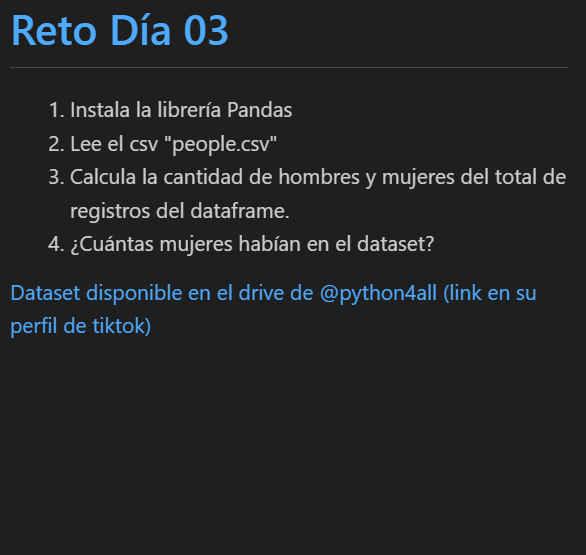 Reto Día 03
1. Instala la librería Pandas
2. Lee el csv "people.csv"
3. Calcula la cantidad de hombres y mujeres del total de
registros del dataframe.
4. ¿Cuántas mujeres habían en el dataset?
Dataset disponible en el drive de @python4all (link en su
perfil de tiktok)